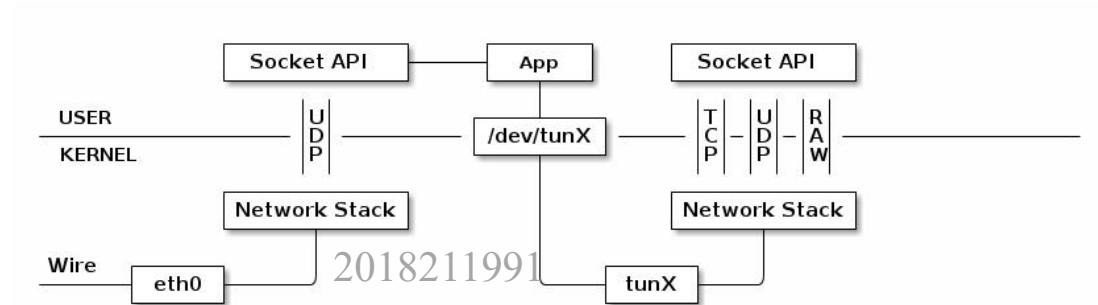 Socket API
App
Socket API
USER
KERNEL
UDP
/dev/tunX
TCP
UDP
RAW
Network Stack
Network Stack
Wire
eth0
2018211991
tunX